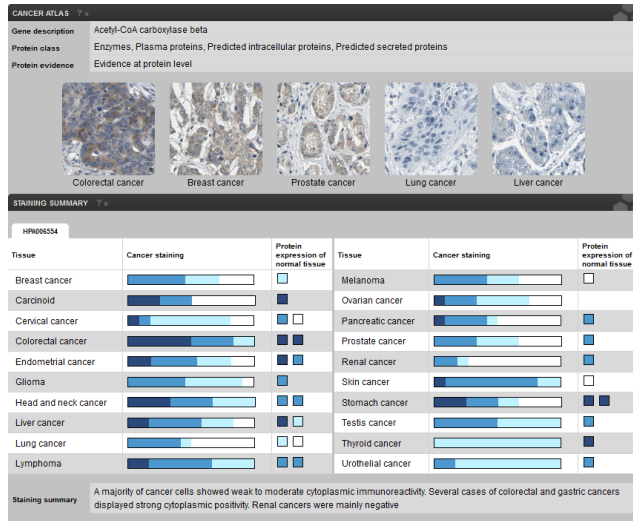 CANCER ATLAS ? »
Gene description Acetyl-CoA carboxylase beta
Protein class Enzymes, Plasma proteins, Predicted intracellular proteins, Predicted secreted proteins
Protein evidence Evidence at protein level
Colorectal cancer Breast cancer Prostate cancer Lung cancer Liver cancer
STAINING SUMMARY ? »
HPA006554
Tissue Cancer staining Protein expression of normal tissue Tissue Cancer staining Protein expression of normal tissue
Breast cancer Melanoma
Carcinoid Ovarian cancer
Cervical cancer Pancreatic cancer
Colorectal cancer Prostate cancer
Endometrial cancer Renal cancer
Glioma Skin cancer
Head and neck cancer Stomach cancer
Liver cancer Testis cancer
Lung cancer Thyroid cancer
Lymphoma Urothelial cancer
Staining summary A majority of cancer cells showed weak to moderate cytoplasmic immunoreactivity. Several cases of colorectal and gastric cancers
displayed strong cytoplasmic positivity. Renal cancers were mainly negative